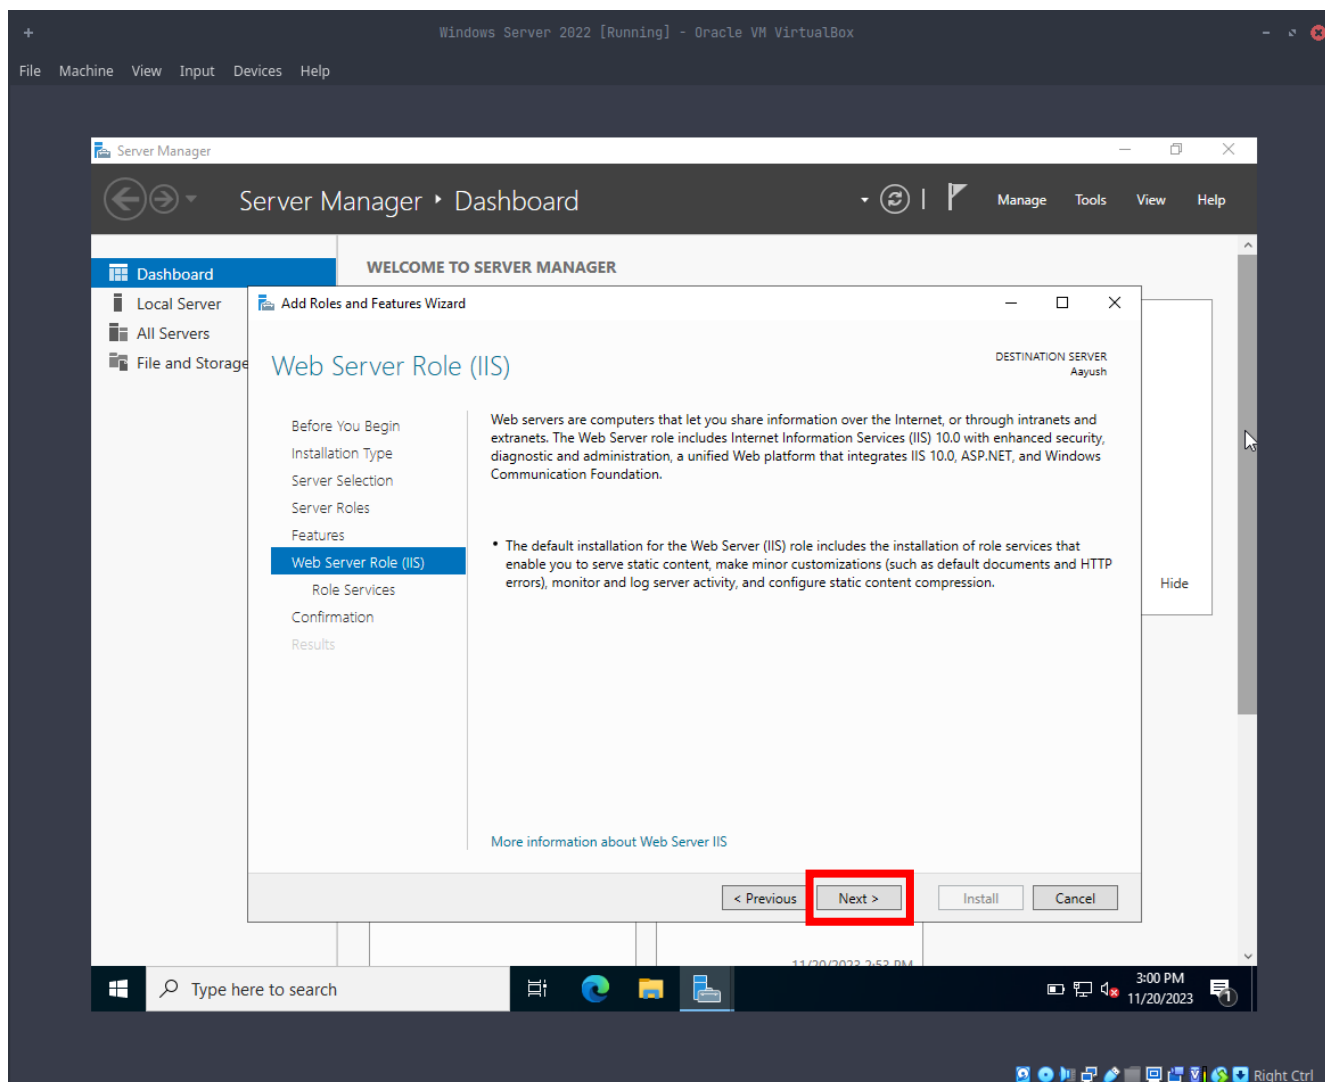 Windows Server 2022 [Running] - Oracle VM VirtualBox
File Machine View Input Devices Help
Server Manager
Server Manager ‣ Dashboard
Manage Tools View Help
Dashboard
Local Server
All Servers
File and Storage
WELCOME TO SERVER MANAGER
Add Roles and Features Wizard
Web Server Role (IIS)
DESTINATION SERVER
Aayush
Before You Begin
Installation Type
Server Selection
Server Roles
Features
Web Server Role (IIS)
Role Services
Confirmation
Results
Web servers are computers that let you share information over the Internet, or through intranets and
extranets. The Web Server role includes Internet Information Services (IIS) 10.0 with enhanced security,
diagnostic and administration, a unified Web platform that integrates IIS 10.0, ASP.NET, and Windows
Communication Foundation.
• The default installation for the Web Server (IIS) role includes the installation of role services that
enable you to serve static content, make minor customizations (such as default documents and HTTP
errors), monitor and log server activity, and configure static content compression.
Hide
More information about Web Server IIS
< Previous Next > Install Cancel
11/20/2023 2:53 PM
Type here to search
3:00 PM
11/20/2023
1
Right Ctrl